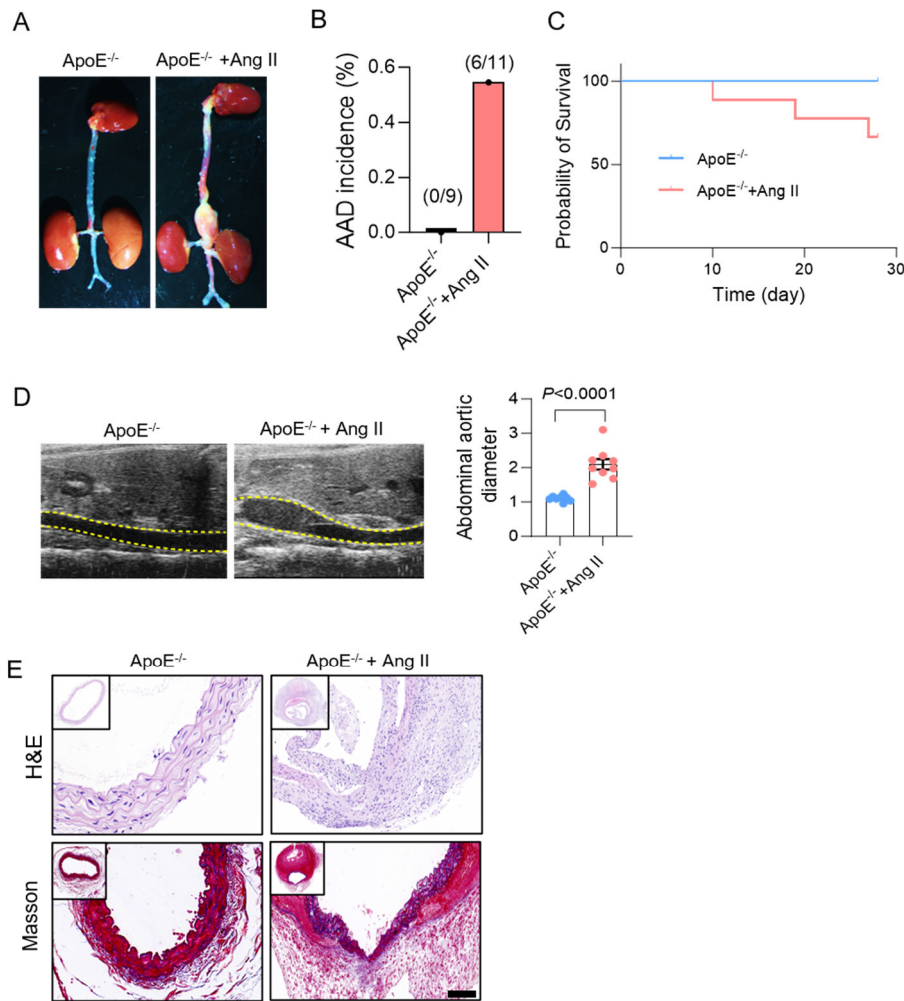 A
ApoE⁻/⁻
ApoE⁻/⁻ +Ang II
B
AAD incidence (%)
0.6
0.4
0.2
0.0
(0/9)
(6/11)
ApoE⁻/⁻
ApoE⁻/⁻+Ang II
C
Probability of Survival
100
50
0
0
10
20
30
Time (day)
ApoE⁻/⁻
ApoE⁻/⁻+Ang II
D
ApoE⁻/⁻
ApoE⁻/⁻ + Ang II
Abdominal aortic
diameter
P<0.0001
4
3
2
1
0
ApoE⁻/⁻
ApoE⁻/⁻+Ang II
E
ApoE⁻/⁻
ApoE⁻/⁻ + Ang II
H&E
Masson